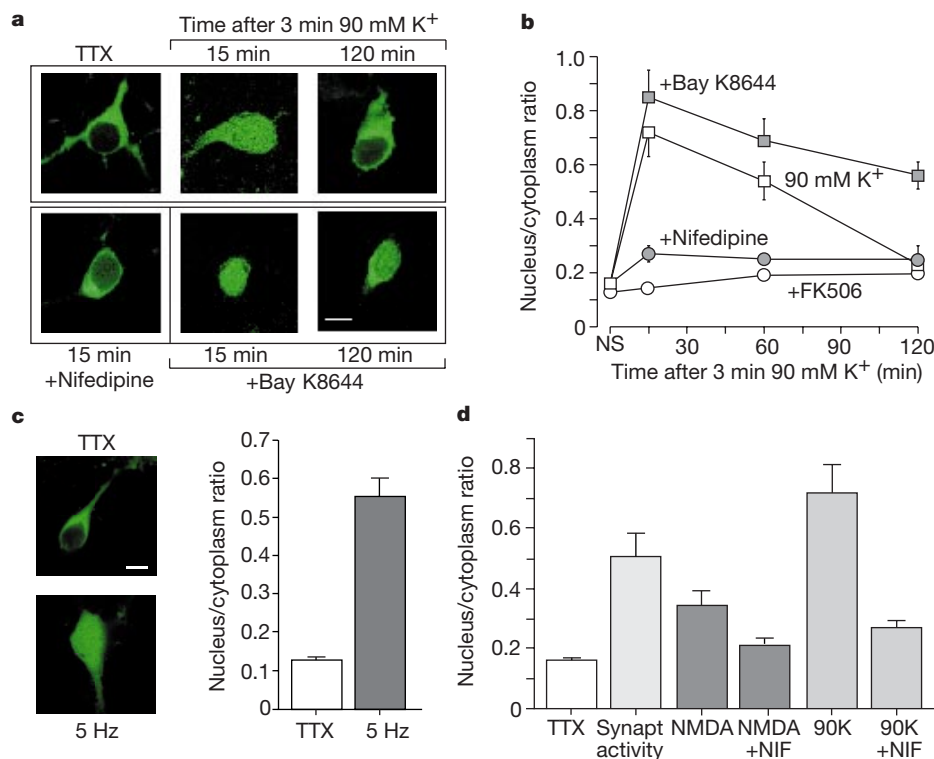 a
Time after 3 min 90 mM K+
TTX 15 min 120 min
15 min 15 min 120 min
+Nifedipine +Bay K8644
b
Nucleus/cytoplasm ratio
1.0
0.8
0.6
0.4
0.2
0
+Bay K8644
90 mM K+
+Nifedipine
+FK506
NS 30 60 90 120
Time after 3 min 90 mM K+ (min)
c
TTX
5 Hz
Nucleus/cytoplasm ratio
0.7
0.6
0.5
0.4
0.3
0.2
0.1
0
TTX 5 Hz
d
Nucleus/cytoplasm ratio
0.8
0.6
0.4
0.2
0
TTX Synapt NMDA NMDA 90K 90K
activity +NIF +NIF